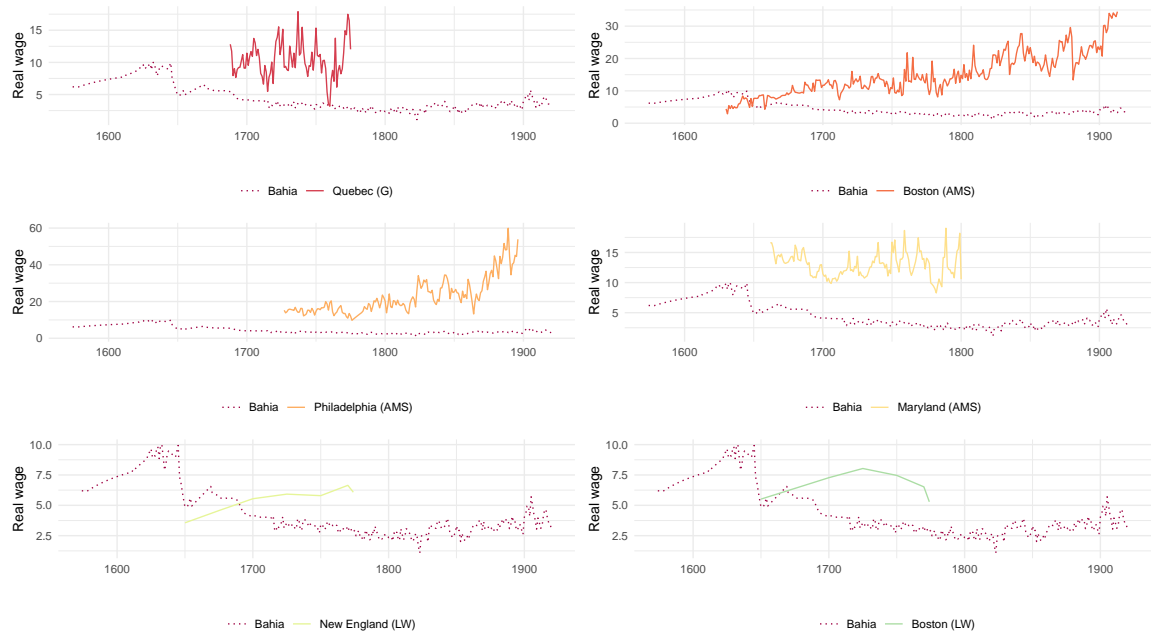 Real wage
15
10
5
1600 1700 1800 1900
Bahia Quebec (G)
Real wage
30
20
10
0
1600 1700 1800 1900
Bahia Boston (AMS)
Real wage
60
40
20
0
1600 1700 1800 1900
Bahia Philadelphia (AMS)
Real wage
15
10
5
1600 1700 1800 1900
Bahia Maryland (AMS)
Real wage
10.0
7.5
5.0
2.5
1600 1700 1800 1900
Bahia New England (LW)
Real wage
10.0
7.5
5.0
2.5
1600 1700 1800 1900
Bahia Boston (LW)